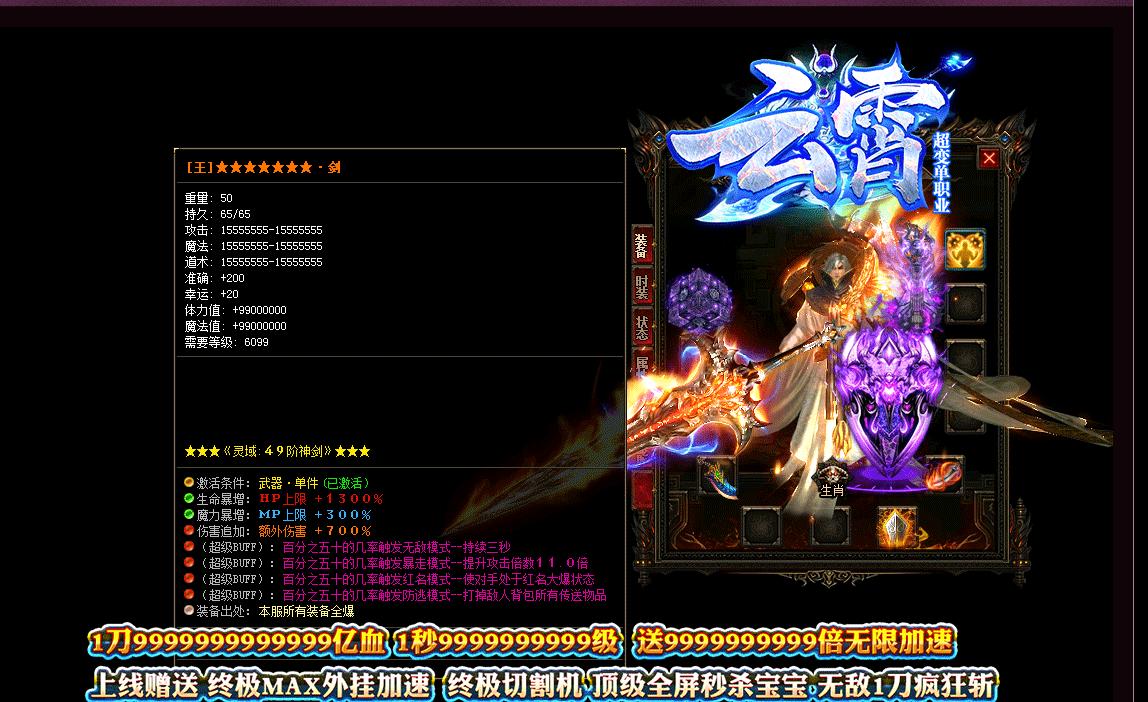 云霄
超变单职业
[王]★★★★★★★·剑
重量: 50
持久: 65/65
攻击: 15555555-15555555
魔法: 15555555-15555555
道术: 15555555-15555555
准确: +200
幸运: +20
体力值: +99000000
魔法值: +99000000
需要等级: 6099
装备
时装
状态
属
★★★《灵域:49阶神剑》★★★
激活条件: 武器·单件 (已激活)
生命暴增: HP上限 +1300%
魔力暴增: MP上限 +300%
伤害追加: 额外伤害 +700%
(超级BUFF): 百分之五十的几率触发无敌模式--持续三秒
(超级BUFF): 百分之五十的几率触发暴走模式--提升攻击倍数11.0倍
(超级BUFF): 百分之五十的几率触发红名模式--使对手处于红名大爆状态
(超级BUFF): 百分之五十的几率触发防逃模式--打掉敌人背包所有传送物品
装备出处: 本服所有装备全爆
生肖
1刀9999999999999亿血 1秒9999999999级 送9999999999倍无限加速
上线赠送 终极MAX外挂加速 终极切割机 顶级全屏秒杀宝宝 无敌1刀疯狂斩